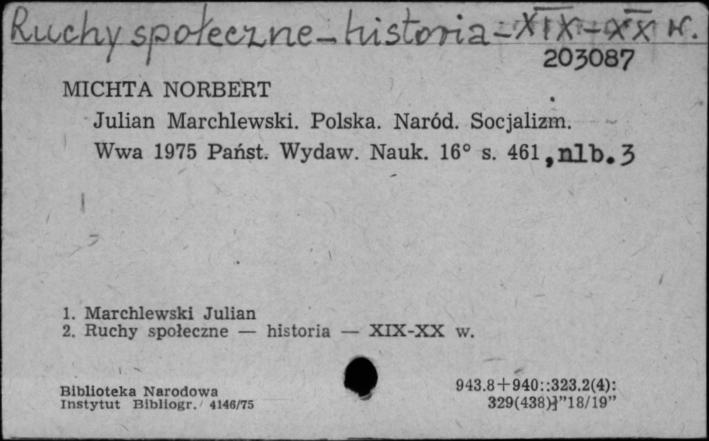 Ruchy społeczne - historia - XIX - XX w.
203087
MICHTA NORBERT
Julian Marchlewski. Polska. Naród. Socjalizm.
Wwa 1975 Państ. Wydaw. Nauk. 16° s. 461, nlb. 3
1. Marchlewski Julian
2. Ruchy społeczne — historia — XIX-XX w.
Biblioteka Narodowa
Instytut Bibliogr. 4146/75
943.8+940::323.2(4):
329(438)}"18/19"